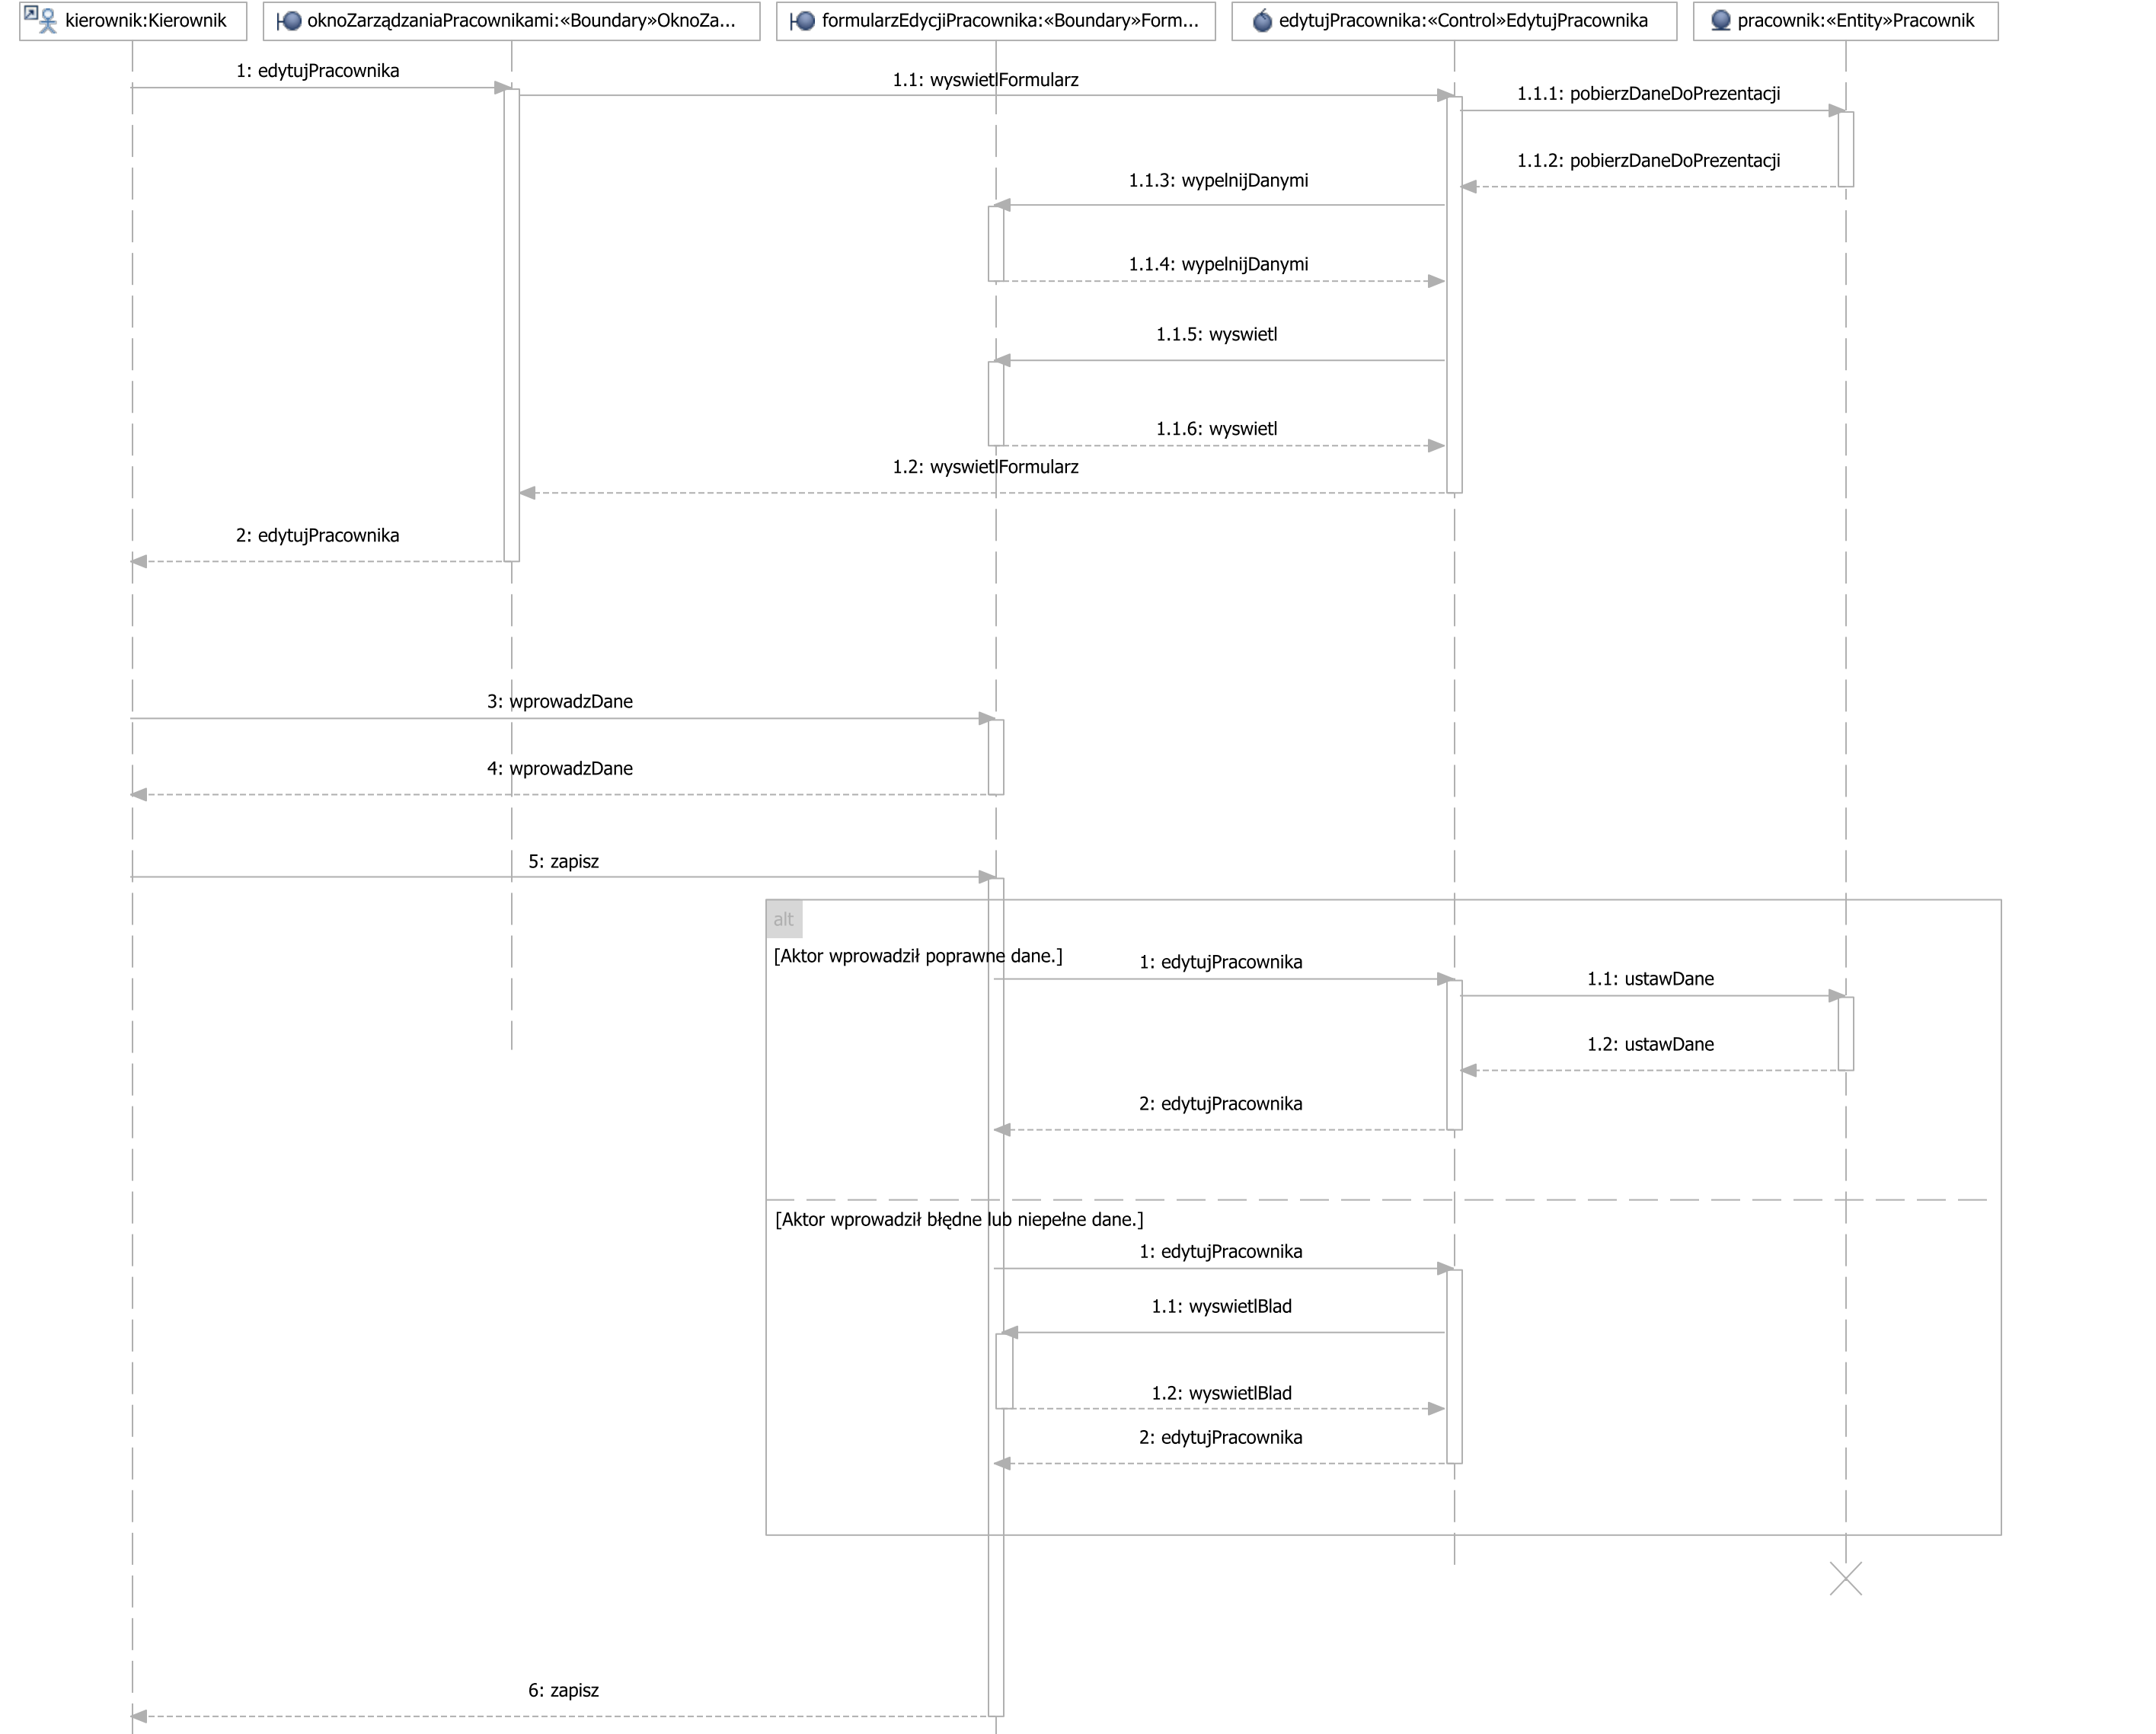 kierownik:Kierownik
oknoZarządzaniaPracownikami:«Boundary»OknoZa...
formularzEdycjiPracownika:«Boundary»Form...
edytujPracownika:«Control»EdytujPracownika
pracownik:«Entity»Pracownik
1: edytujPracownika
1.1: wyswietlFormularz
1.1.1: pobierzDaneDoPrezentacji
1.1.2: pobierzDaneDoPrezentacji
1.1.3: wypelnijDanymi
1.1.4: wypelnijDanymi
1.1.5: wyswietl
1.1.6: wyswietl
1.2: wyswietlFormularz
2: edytujPracownika
3: wprowadzDane
4: wprowadzDane
5: zapisz
alt
[Aktor wprowadził poprawne dane.]
1: edytujPracownika
1.1: ustawDane
1.2: ustawDane
2: edytujPracownika
[Aktor wprowadził błędne lub niepełne dane.]
1: edytujPracownika
1.1: wyswietlBlad
1.2: wyswietlBlad
2: edytujPracownika
6: zapisz